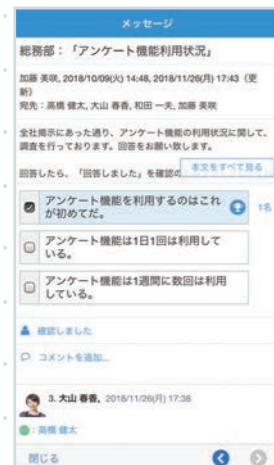 メッセージ
総務部：「アンケート機能利用状況」
加藤 美咲, 2018/10/09(火) 14:48, 2018/11/26(月) 17:43（更
新）
宛先：高橋 健太, 大山 春香, 和田 一夫, 加藤 美咲
全社掲示にあった通り、アンケート機能の利用状況に関して、
調査を行っております。回答をお願い致します。
回答したら、「回答しました」を確認の
本文をすべて見る
アンケート機能を利用するのはこれ
が初めてだ。
1名
アンケート機能は1日1回は利用して
いる。
アンケート機能は1週間に数回は利用
している。
確認しました
コメントを追加...
3. 大山 春香, 2018/11/26(月) 17:38
：高橋 健太
閉じる